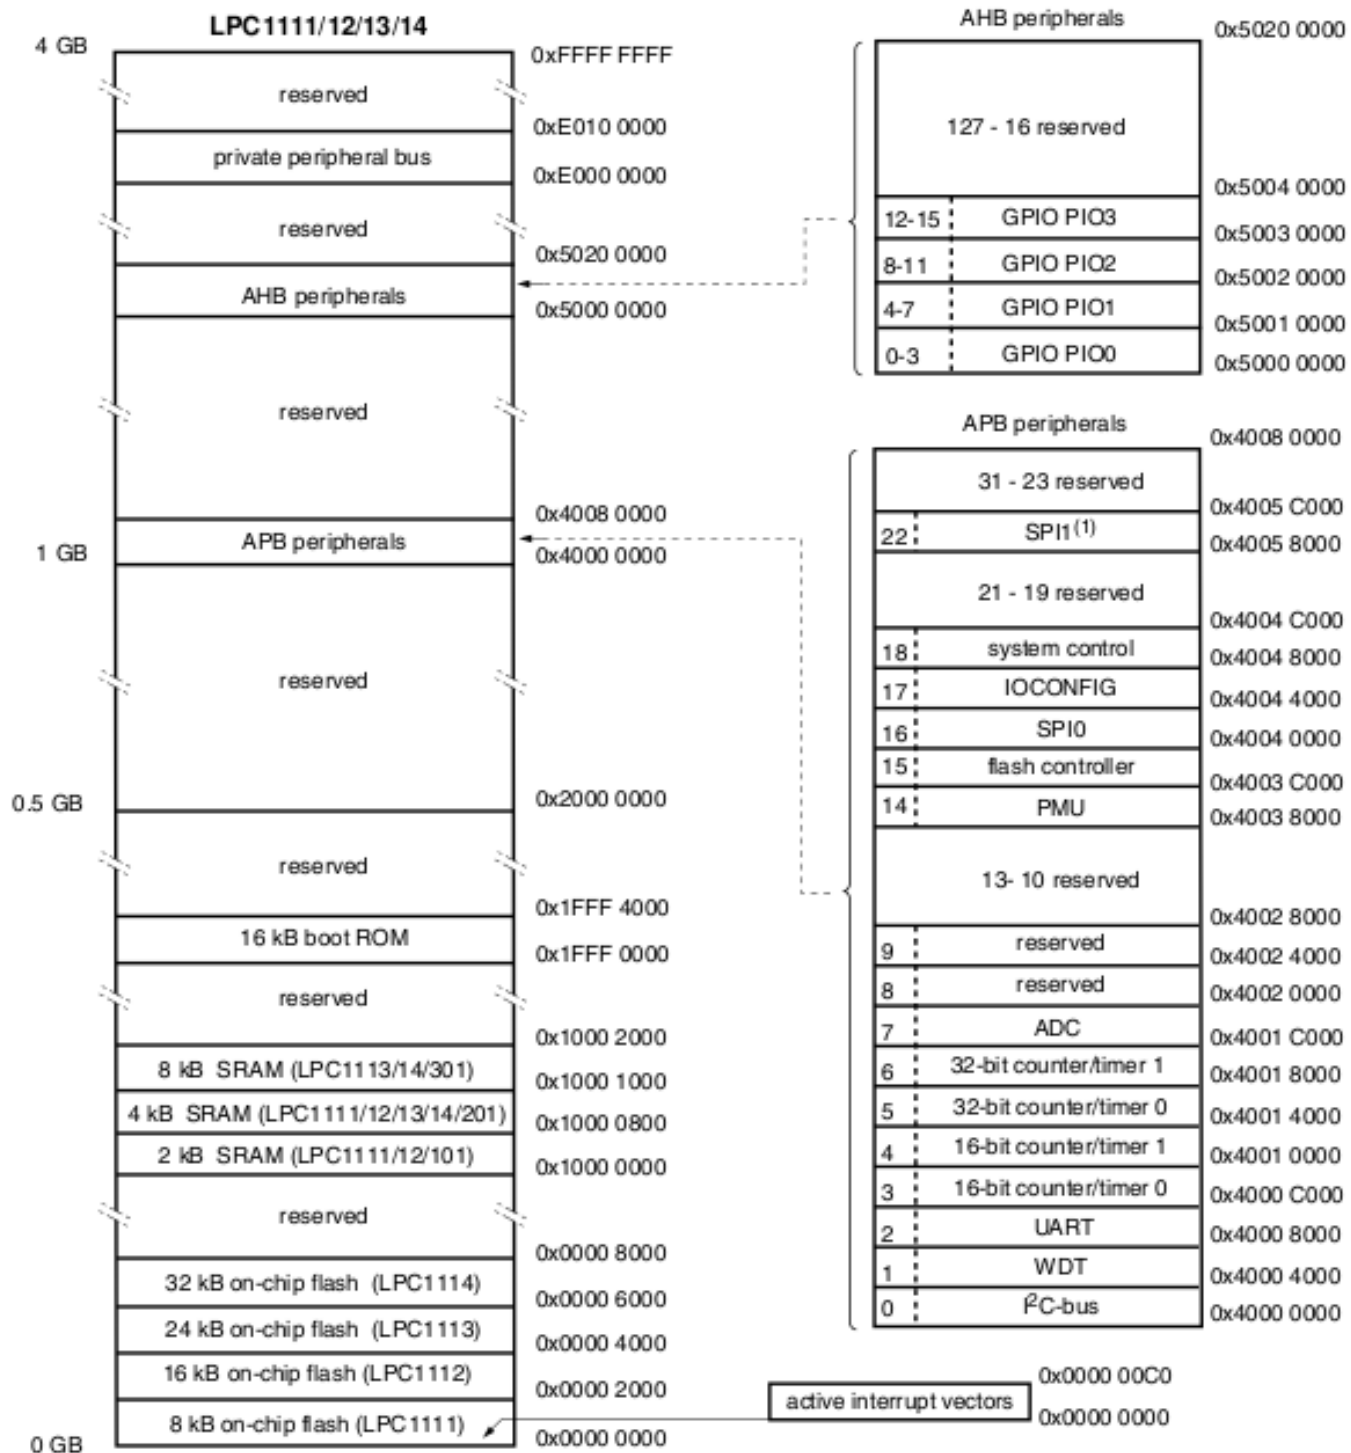 LPC1111/12/13/14
4 GB
0xFFFF FFFF
reserved
0xE010 0000
private peripheral bus
0xE000 0000
reserved
0x5020 0000
AHB peripherals
0x5000 0000
reserved
0x4008 0000
APB peripherals
1 GB
0x4000 0000
reserved
0.5 GB
0x2000 0000
reserved
0x1FFF 4000
16 kB boot ROM
0x1FFF 0000
reserved
0x1000 2000
8 kB SRAM (LPC1113/14/301)
0x1000 1000
4 kB SRAM (LPC1111/12/13/14/201)
0x1000 0800
2 kB SRAM (LPC1111/12/101)
0x1000 0000
reserved
0x0000 8000
32 kB on-chip flash (LPC1114)
0x0000 6000
24 kB on-chip flash (LPC1113)
0x0000 4000
16 kB on-chip flash (LPC1112)
0x0000 2000
8 kB on-chip flash (LPC1111)
0x0000 0000
0 GB
AHB peripherals
0x5020 0000
127 - 16 reserved
0x5004 0000
12-15 GPIO PIO3
0x5003 0000
8-11 GPIO PIO2
0x5002 0000
4-7 GPIO PIO1
0x5001 0000
0-3 GPIO PIO0
0x5000 0000
APB peripherals
0x4008 0000
31 - 23 reserved
0x4005 C000
22 SPI1(1)
0x4005 8000
21 - 19 reserved
0x4004 C000
18 system control
0x4004 8000
17 IOCONFIG
0x4004 4000
16 SPI0
0x4004 0000
15 flash controller
0x4003 C000
14 PMU
0x4003 8000
13- 10 reserved
0x4002 8000
9 reserved
0x4002 4000
8 reserved
0x4002 0000
7 ADC
0x4001 C000
6 32-bit counter/timer 1
0x4001 8000
5 32-bit counter/timer 0
0x4001 4000
4 16-bit counter/timer 1
0x4001 0000
3 16-bit counter/timer 0
0x4000 C000
2 UART
0x4000 8000
1 WDT
0x4000 4000
0 I2C-bus
0x4000 0000
0x0000 00C0
active interrupt vectors
0x0000 0000